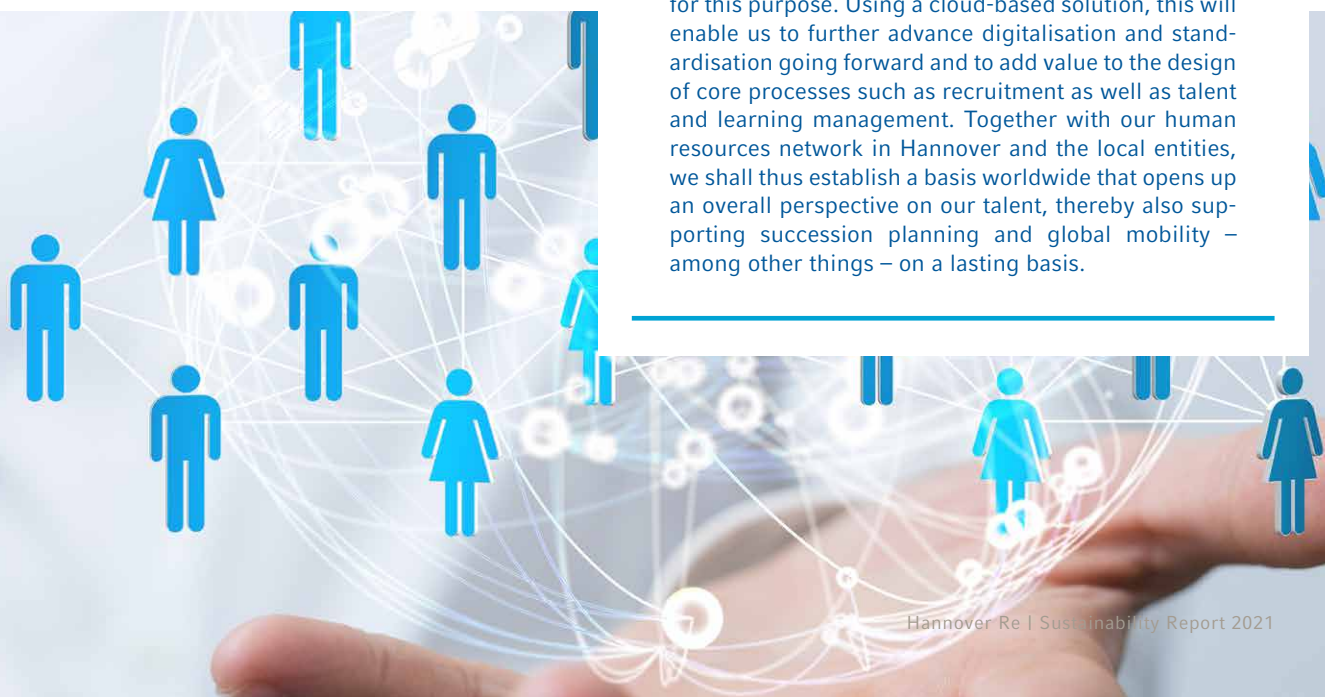 for this purpose. Using a cloud-based solution, this will
enable us to further advance digitalisation and stand-
ardisation going forward and to add value to the design
of core processes such as recruitment as well as talent
and learning management. Together with our human
resources network in Hannover and the local entities,
we shall thus establish a basis worldwide that opens up
an overall perspective on our talent, thereby also sup-
porting succession planning and global mobility –
among other things – on a lasting basis.
Hannover Re | Sustainability Report 2021